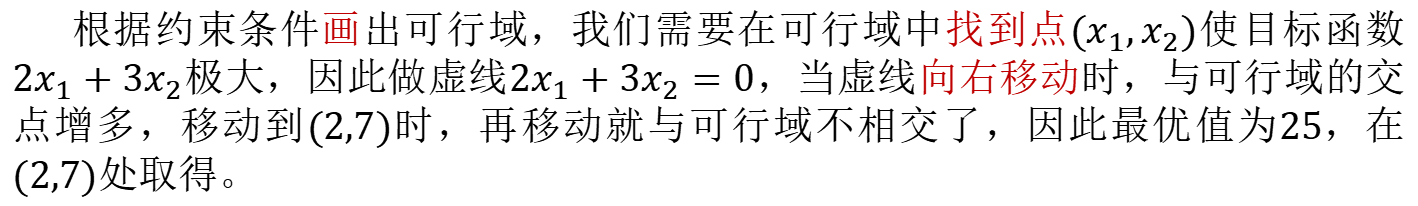 根据约束条件画出可行域，我们需要在可行域中找到点(x₁, x₂)使目标函数
2x₁ + 3x₂极大，因此做虚线2x₁ + 3x₂ = 0，当虚线向右移动时，与可行域的交
点增多，移动到(2,7)时，再移动就与可行域不相交了，因此最优值为25，在
(2,7)处取得。